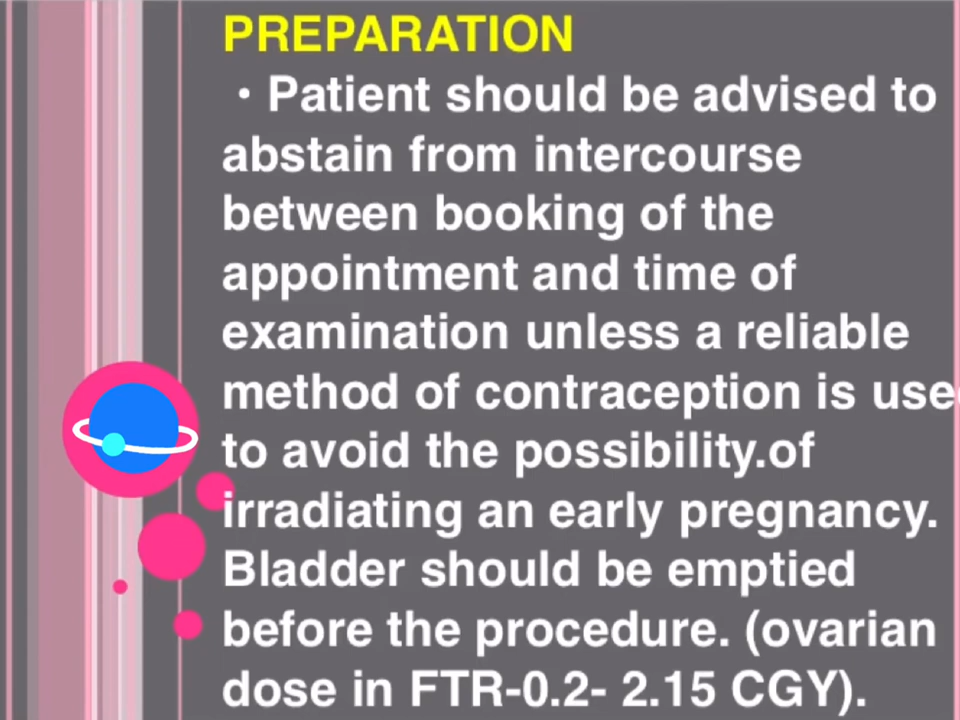 PREPARATION
• Patient should be advised to
abstain from intercourse
between booking of the
appointment and time of
examination unless a reliable
method of contraception is use
to avoid the possibility.of
irradiating an early pregnancy.
Bladder should be emptied
before the procedure. (ovarian
dose in FTR-0.2- 2.15 CGY).